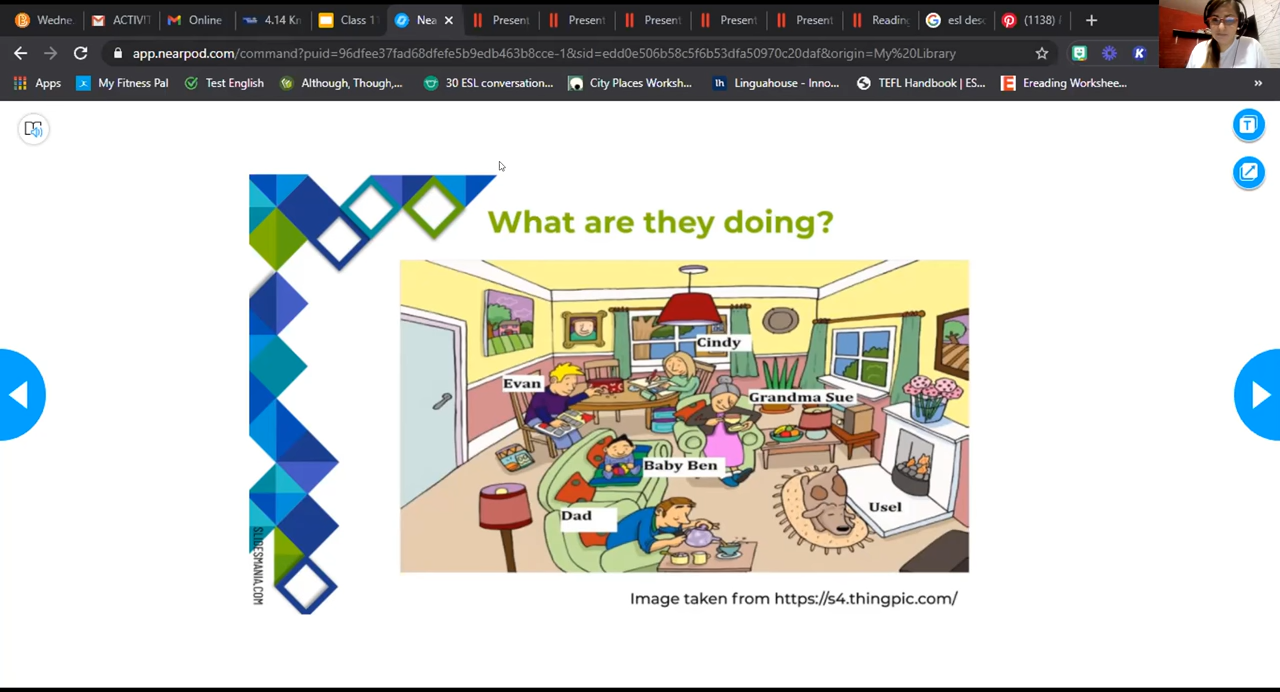 Wedne.
ACTIVI
Online
4.14 Kn
Class 1
Nea
Present
Present
Present
Present
Present
Reading
esl desc
(1138)
app.nearpod.com/command?puid=96dfee37fad68dfefe5b9edb4b3b8cce-1&sid=edd0e506b58c5f6b53dfa50970c20daf&origin=My%20Library
Apps
My Fitness Pal
Test English
Although, Though,...
30 ESL conversation...
City Places Worksh...
Linguahouse - Inno...
TEFL Handbook | ES...
Ereading Workshee...
What are they doing?
Cindy
Evan
Grandma Sue
Baby Ben
Usel
Dad
SLIDESMANIA.COM
Image taken from https://s4.thingpic.com/